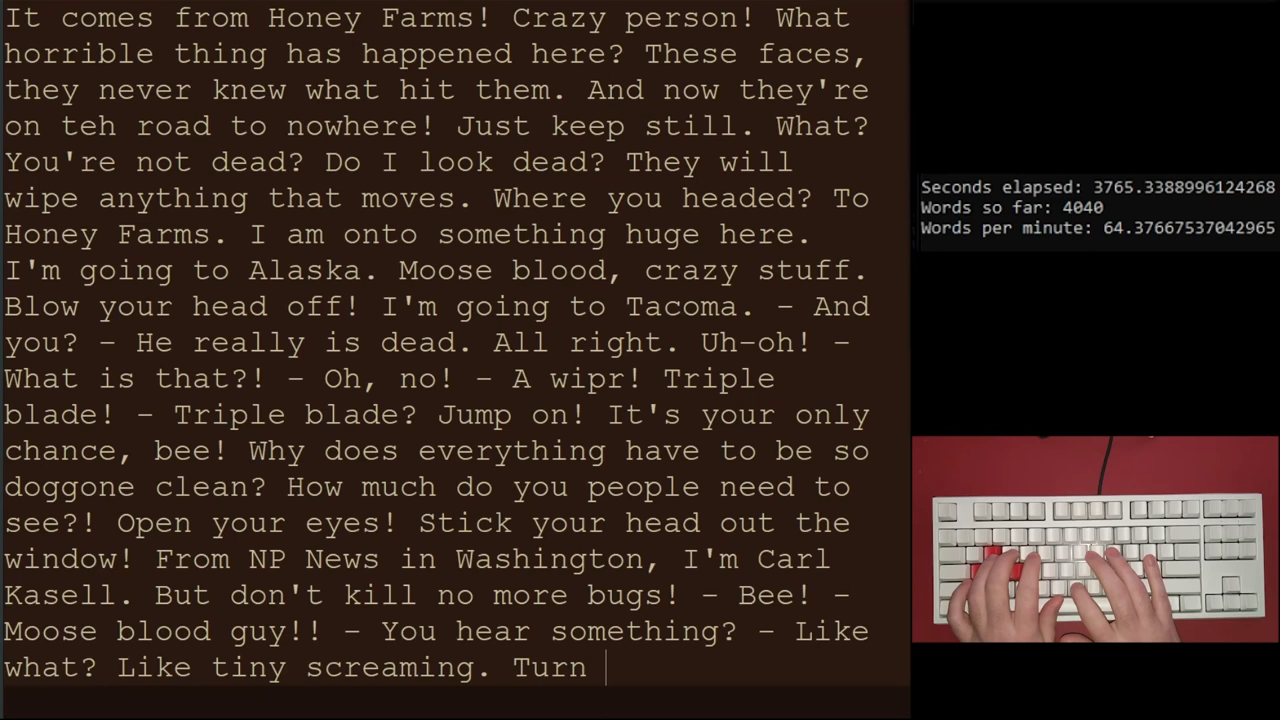 It comes from Honey Farms! Crazy person! What
horrible thing has happened here? These faces,
they never knew what hit them. And now they're
on teh road to nowhere! Just keep still. What?
You're not dead? Do I look dead? They will
wipe anything that moves. Where you headed? To
Honey Farms. I am onto something huge here.
I'm going to Alaska. Moose blood, crazy stuff.
Blow your head off! I'm going to Tacoma. - And
you? - He really is dead. All right. Uh-oh! -
What is that?! - Oh, no! - A wipr! Triple
blade! - Triple blade? Jump on! It's your only
chance, bee! Why does everything have to be so
doggone clean? How much do you people need to
see?! Open your eyes! Stick your head out the
window! From NP News in Washington, I'm Carl
Kasell. But don't kill no more bugs! - Bee! -
Moose blood guy!! - You hear something? - Like
what? Like tiny screaming. Turn
Seconds elapsed: 3765.3388996124268
Words so far: 4040
Words per minute: 64.37667537042965